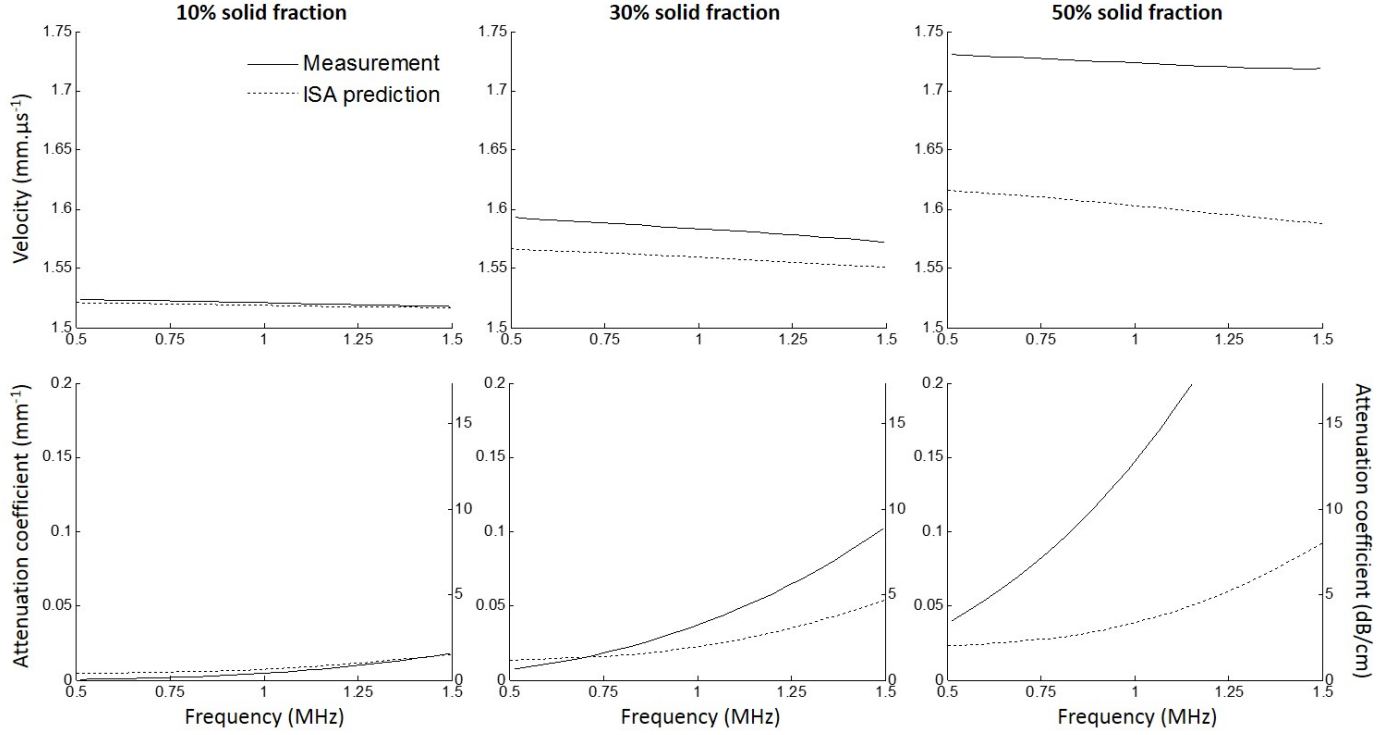 10% solid fraction
30% solid fraction
50% solid fraction
Velocity (mm.µs⁻¹)
1.75
1.7
1.65
1.6
1.55
1.5
Measurement
ISA prediction
0.5 0.75 1 1.25 1.5
1.75
1.7
1.65
1.6
1.55
1.5
0.5 0.75 1 1.25 1.5
1.75
1.7
1.65
1.6
1.55
1.5
0.5 0.75 1 1.25 1.5
Attenuation coefficient (mm⁻¹)
0.2
0.15
0.1
0.05
0
15
10
5
0
0.5 0.75 1 1.25 1.5
Frequency (MHz)
0.2
0.15
0.1
0.05
0
15
10
5
0
0.5 0.75 1 1.25 1.5
Frequency (MHz)
0.2
0.15
0.1
0.05
0
15
10
5
0
0.5 0.75 1 1.25 1.5
Frequency (MHz)
Attenuation coefficient (dB/cm)